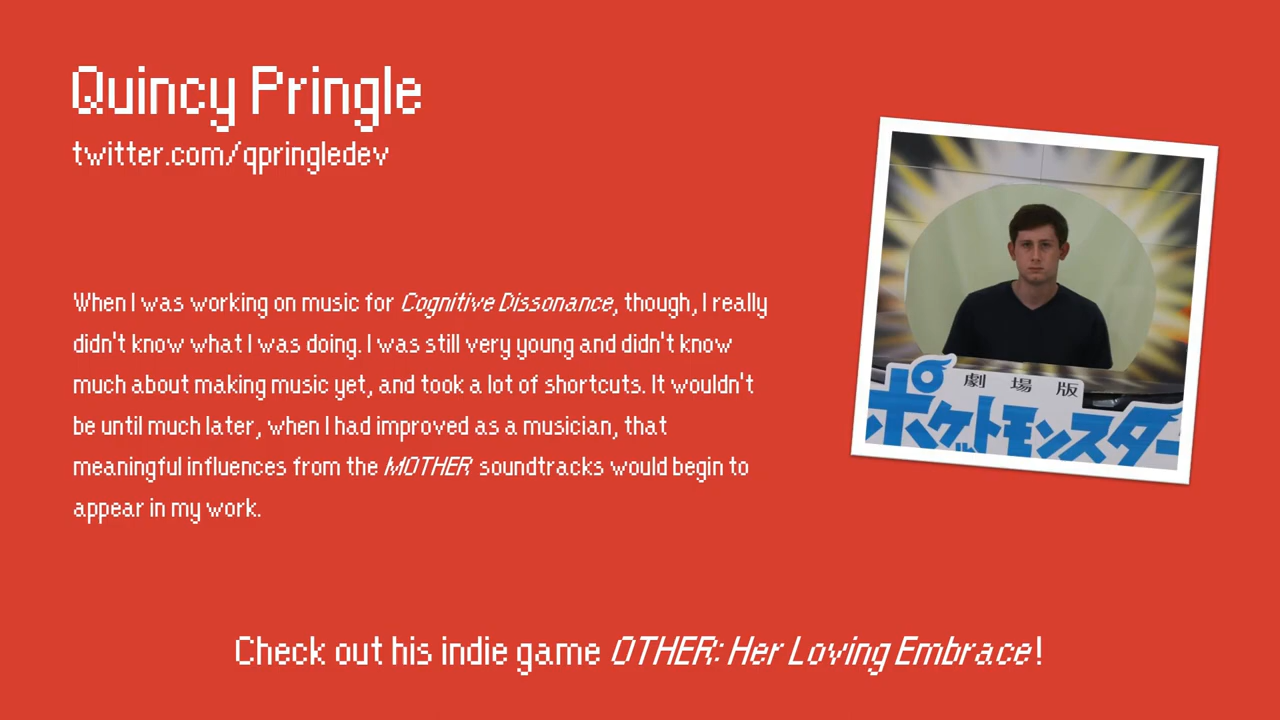 Quincy Pringle
twitter.com/qpringledev
When I was working on music for Cognitive Dissonance, though, I really
didn't know what I was doing. I was still very young and didn't know
much about making music yet, and took a lot of shortcuts. It wouldn't
be until much later, when I had improved as a musician, that
meaningful influences from the MOTHER soundtracks would begin to
appear in my work.
劇場版
ポケットモンスター
Check out his indie game OTHER: Her Loving Embrace!